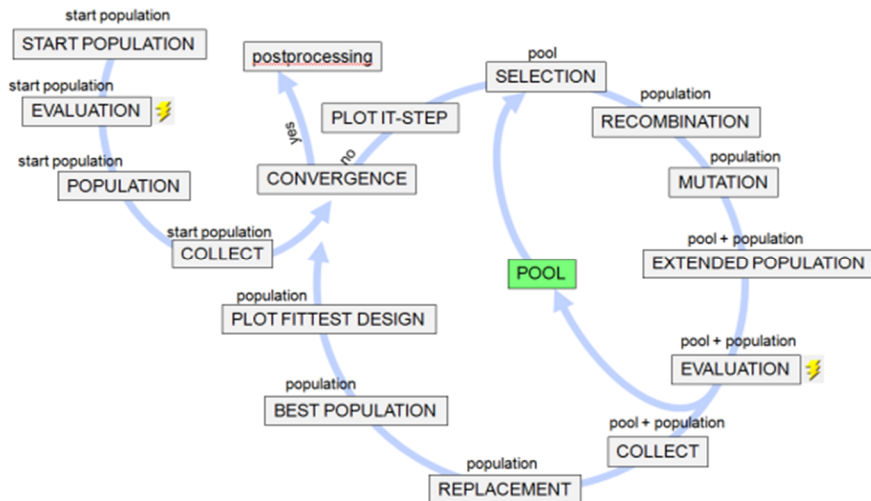 start population
START POPULATION
start population
EVALUATION
start population
POPULATION
start population
COLLECT
postprocessing
yes
no
CONVERGENCE
PLOT IT-STEP
pool
SELECTION
population
RECOMBINATION
population
MUTATION
pool + population
EXTENDED POPULATION
POOL
pool + population
EVALUATION
pool + population
COLLECT
population
REPLACEMENT
population
BEST POPULATION
population
PLOT FITTEST DESIGN